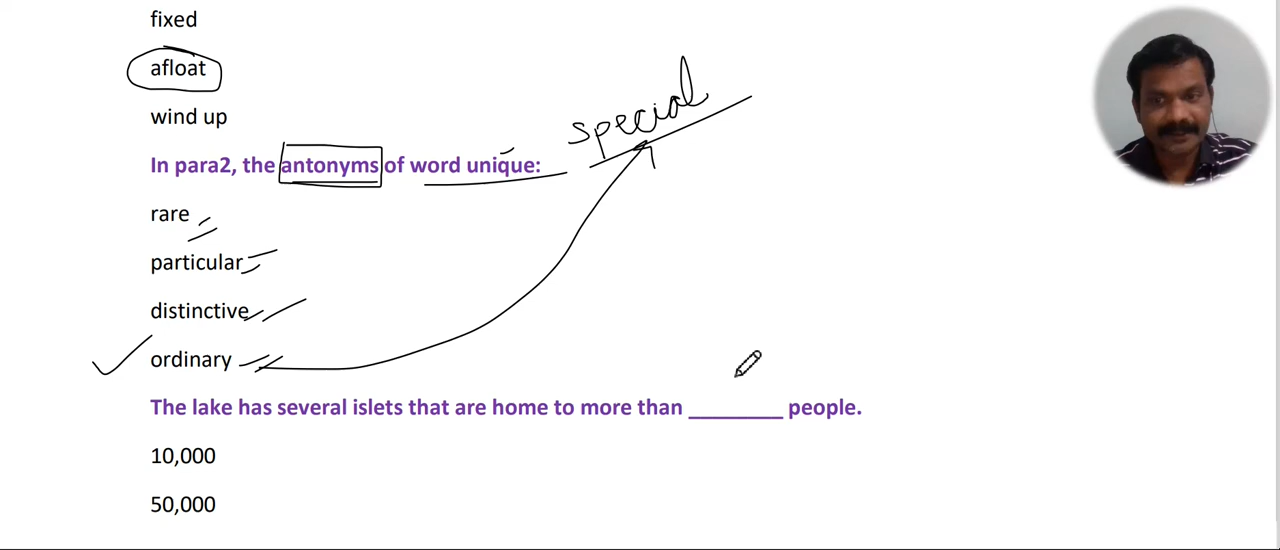 fixed
afloat
wind up
special
In para2, the antonyms of word unique:
rare
particular
distinctive
ordinary
The lake has several islets that are home to more than ________ people.
10,000
50,000